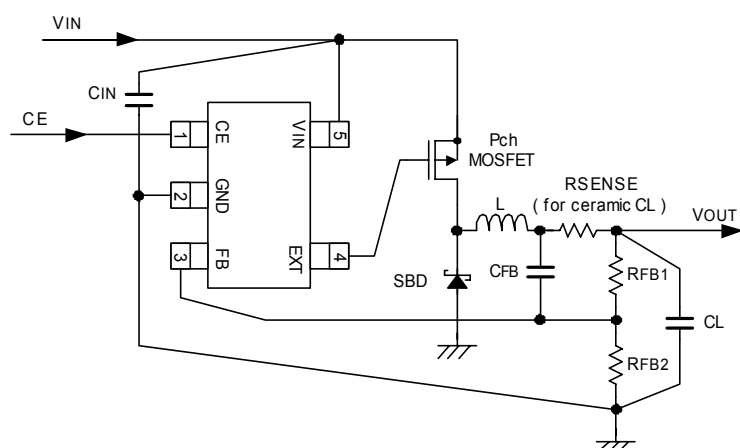 VIN
CIN
CE
1
CE
VIN
5
2
GND
3
FB
EXT
4
Pch
MOSFET
RSENSE
( for ceramic CL )
VOUT
L
CFB
SBD
RFB1
CL
RFB2